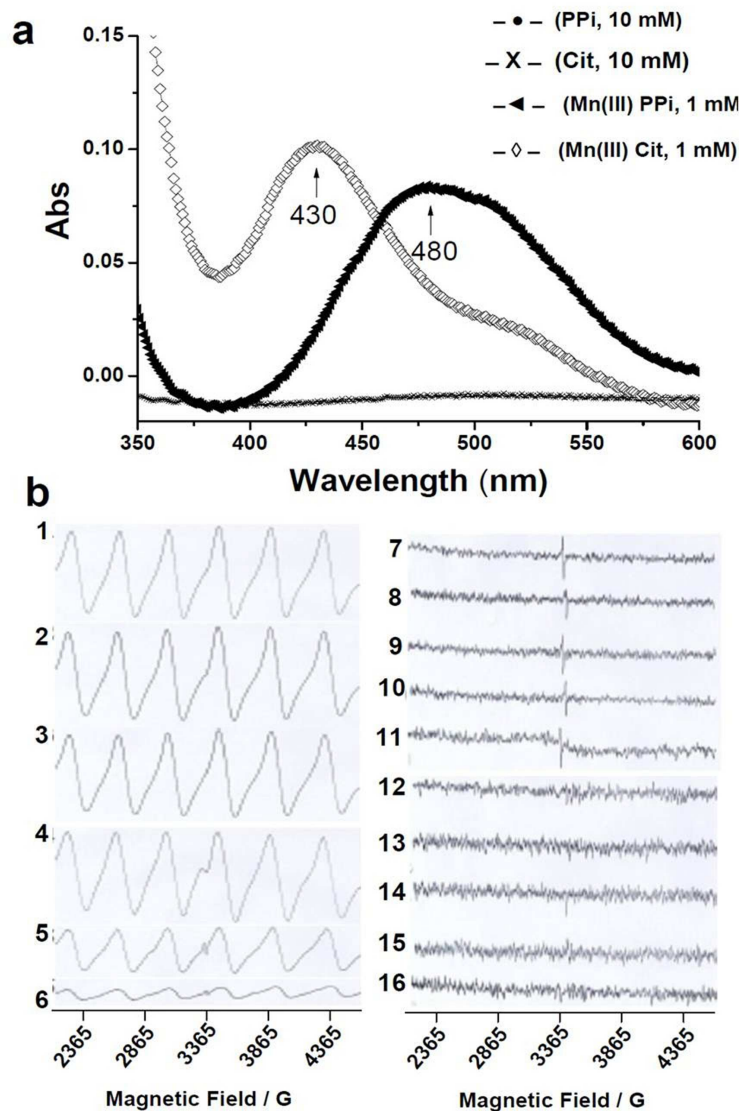 a
– ● – (PPi, 10 mM)
– X – (Cit, 10 mM)
– ◄ – (Mn(III) PPi, 1 mM
– ◊ – (Mn(III) Cit, 1 mM)
0.15
0.10
0.05
0.00
Abs
430
480
350 400 450 500 550 600
Wavelength (nm)
b
1
2
3
4
5
6
2365 2865 3365 3865 4365
Magnetic Field / G
7
8
9
10
11
12
13
14
15
16
2365 2865 3365 3865 4365
Magnetic Field / G